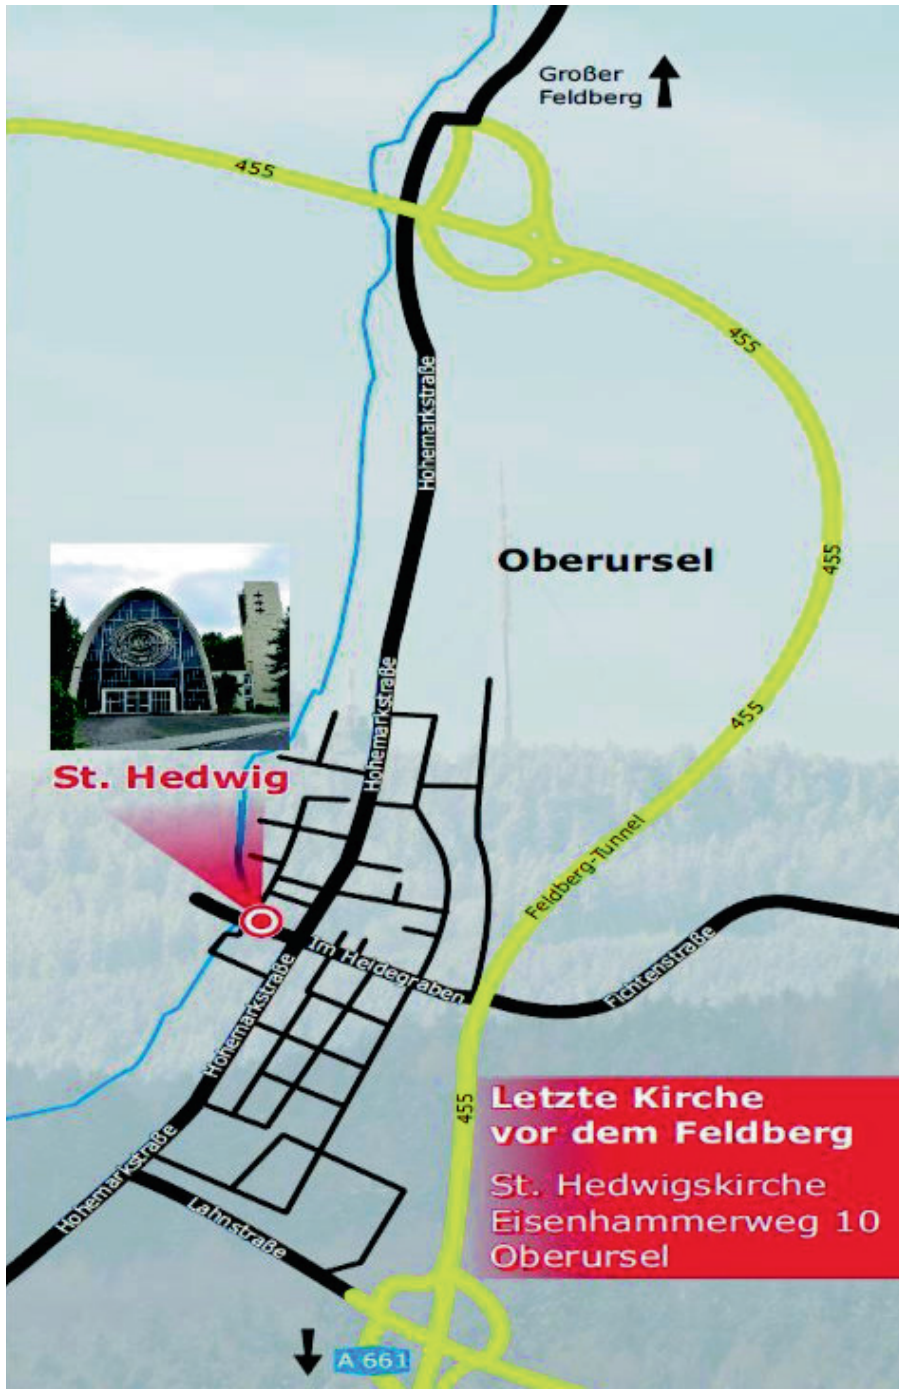 Großer
Feldberg
455
455
Hohemarkstraße
455
Oberursel
Hohemarkstraße
455
St. Hedwig
Feldberg-Tunnel
Im Heidegraben
Fichtenstraße
Hohemarkstraße
455
Letzte Kirche
vor dem Feldberg
Hohemarkstraße
St. Hedwigskirche
Lahnstraße
Eisenhammerweg 10
Oberursel
A 661